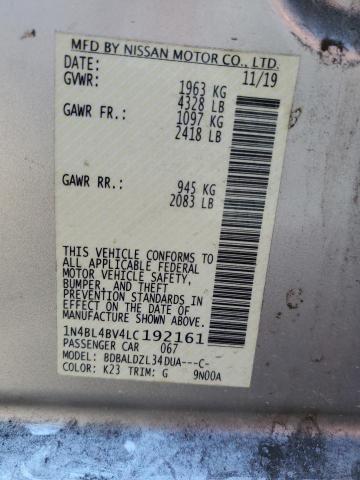 MFD BY NISSAN MOTOR CO., LTD.
DATE: 11/19
GVWR: 1963 KG
4328 LB
GAWR FR.: 1097 KG
2418 LB
GAWR RR.: 945 KG
2083 LB
THIS VEHICLE CONFORMS TO
ALL APPLICABLE FEDERAL
MOTOR VEHICLE SAFETY,
BUMPER, AND THEFT
PREVENTION STANDARDS IN
EFFECT ON THE DATE OF
MANUFACTURE SHOWN ABOVE.
1N4BL4BV4LC192161
PASSENGER CAR 067
MODEL: BDBALDZL34DUA---C-
COLOR: K23 TRIM: G 9N00A